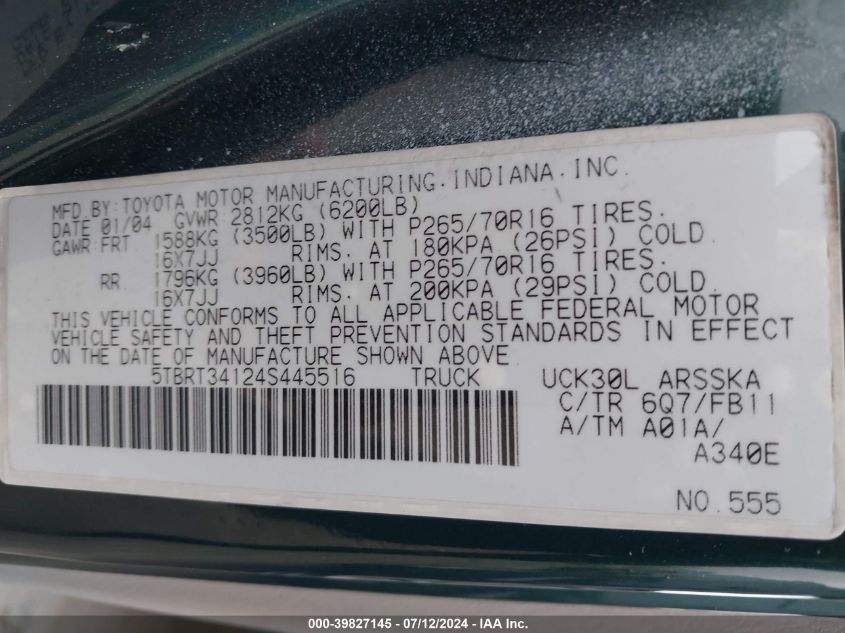 MFD.BY:TOYOTA MOTOR MANUFACTURING.INDIANA.INC.
DATE 01/04 GVWR:2812KG (6200LB)
GAWR:FRT 1588KG (3500LB) WITH P265/70R16 TIRES.
16X7JJ RIMS. AT 180KPA (26PSI) COLD.
RR 1796KG (3960LB) WITH P265/70R16 TIRES.
16X7JJ RIMS. AT 200KPA (29PSI) COLD.
THIS VEHICLE CONFORMS TO ALL APPLICABLE FEDERAL MOTOR
VEHICLE SAFETY AND THEFT PREVENTION STANDARDS IN EFFECT
ON THE DATE OF MANUFACTURE SHOWN ABOVE.
5TBRT34124S445516 TRUCK UCK30L ARSSKA
C/TR 6Q7/FB11
A/TM A01A/
A340E
NO.555
000-39827145 - 07/12/2024 - IAA Inc.